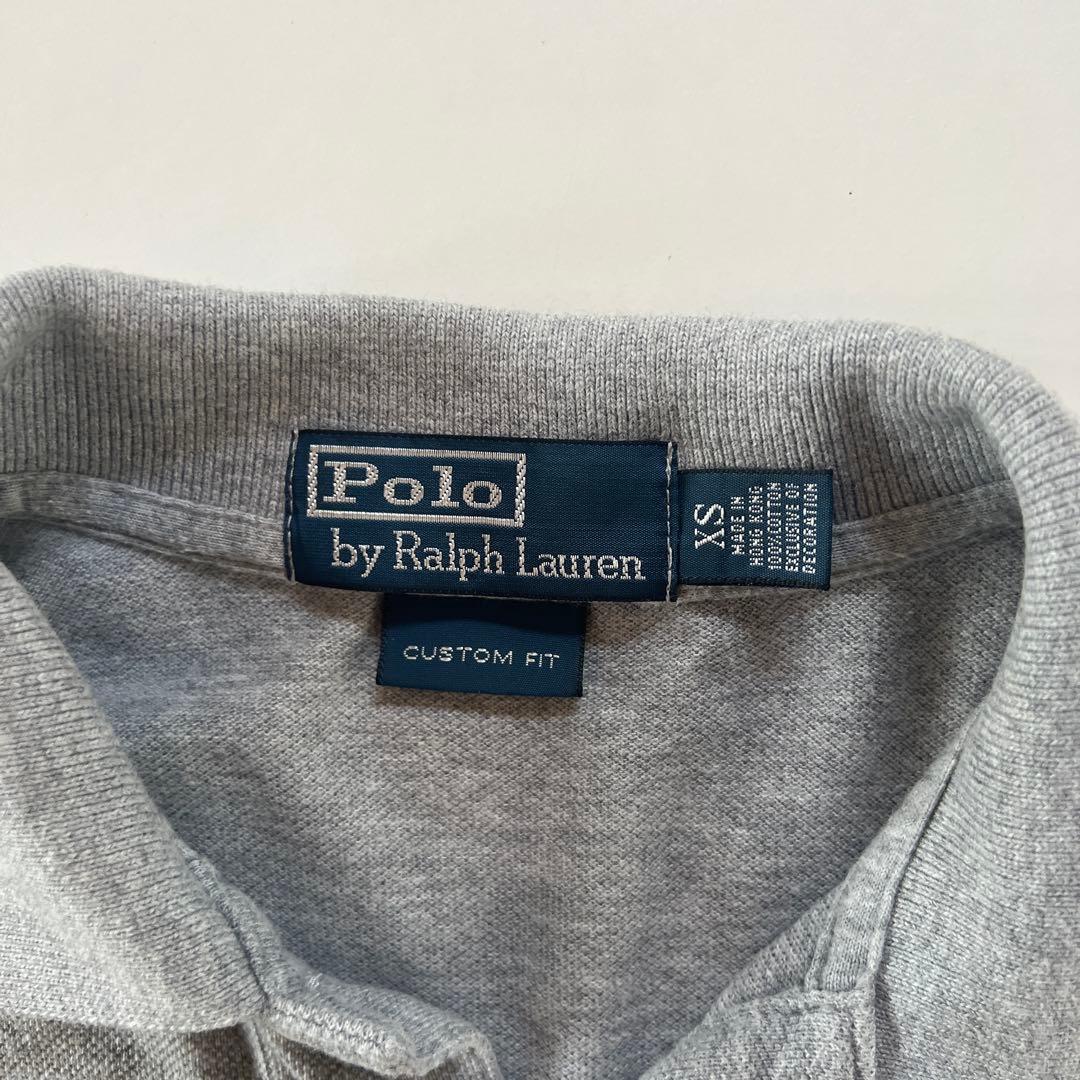 Polo
by Ralph Lauren
XS
MADE IN
HONG KONG
100% COTTON
EXCLUSIVE OF
DECORATION
CUSTOM FIT